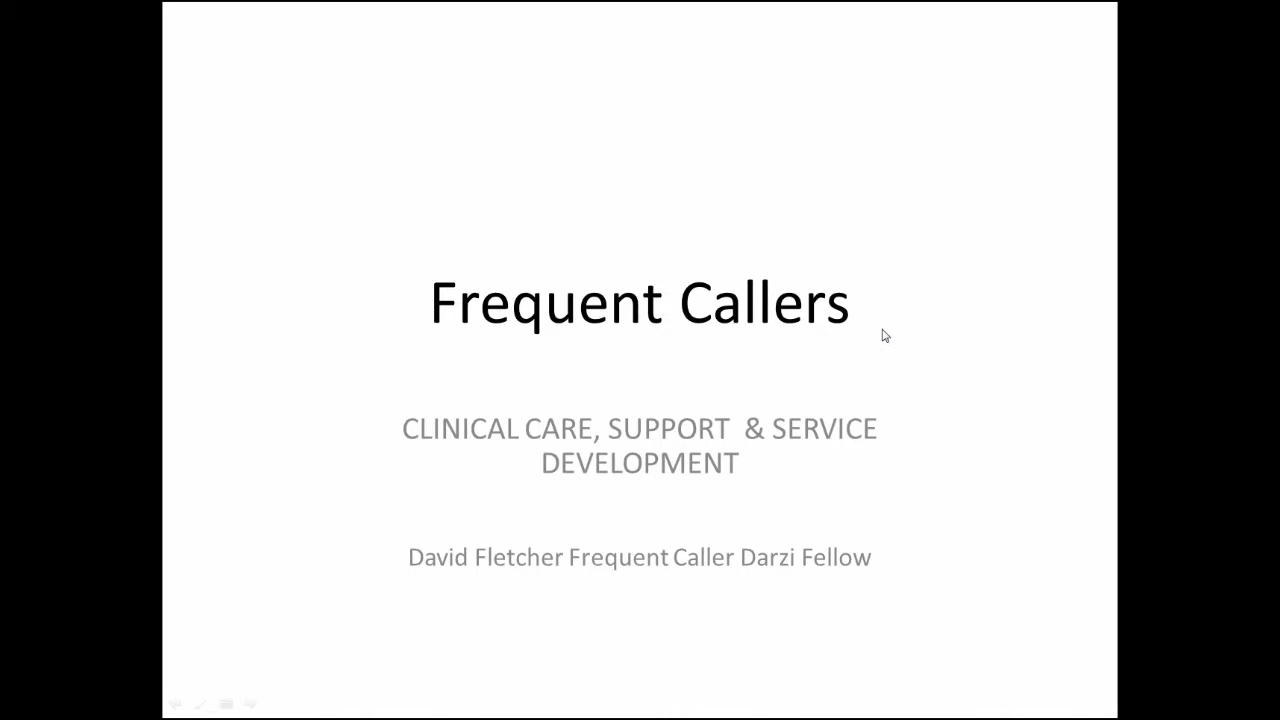 Frequent Callers
CLINICAL CARE, SUPPORT & SERVICE
DEVELOPMENT
David Fletcher Frequent Caller Darzi Fellow